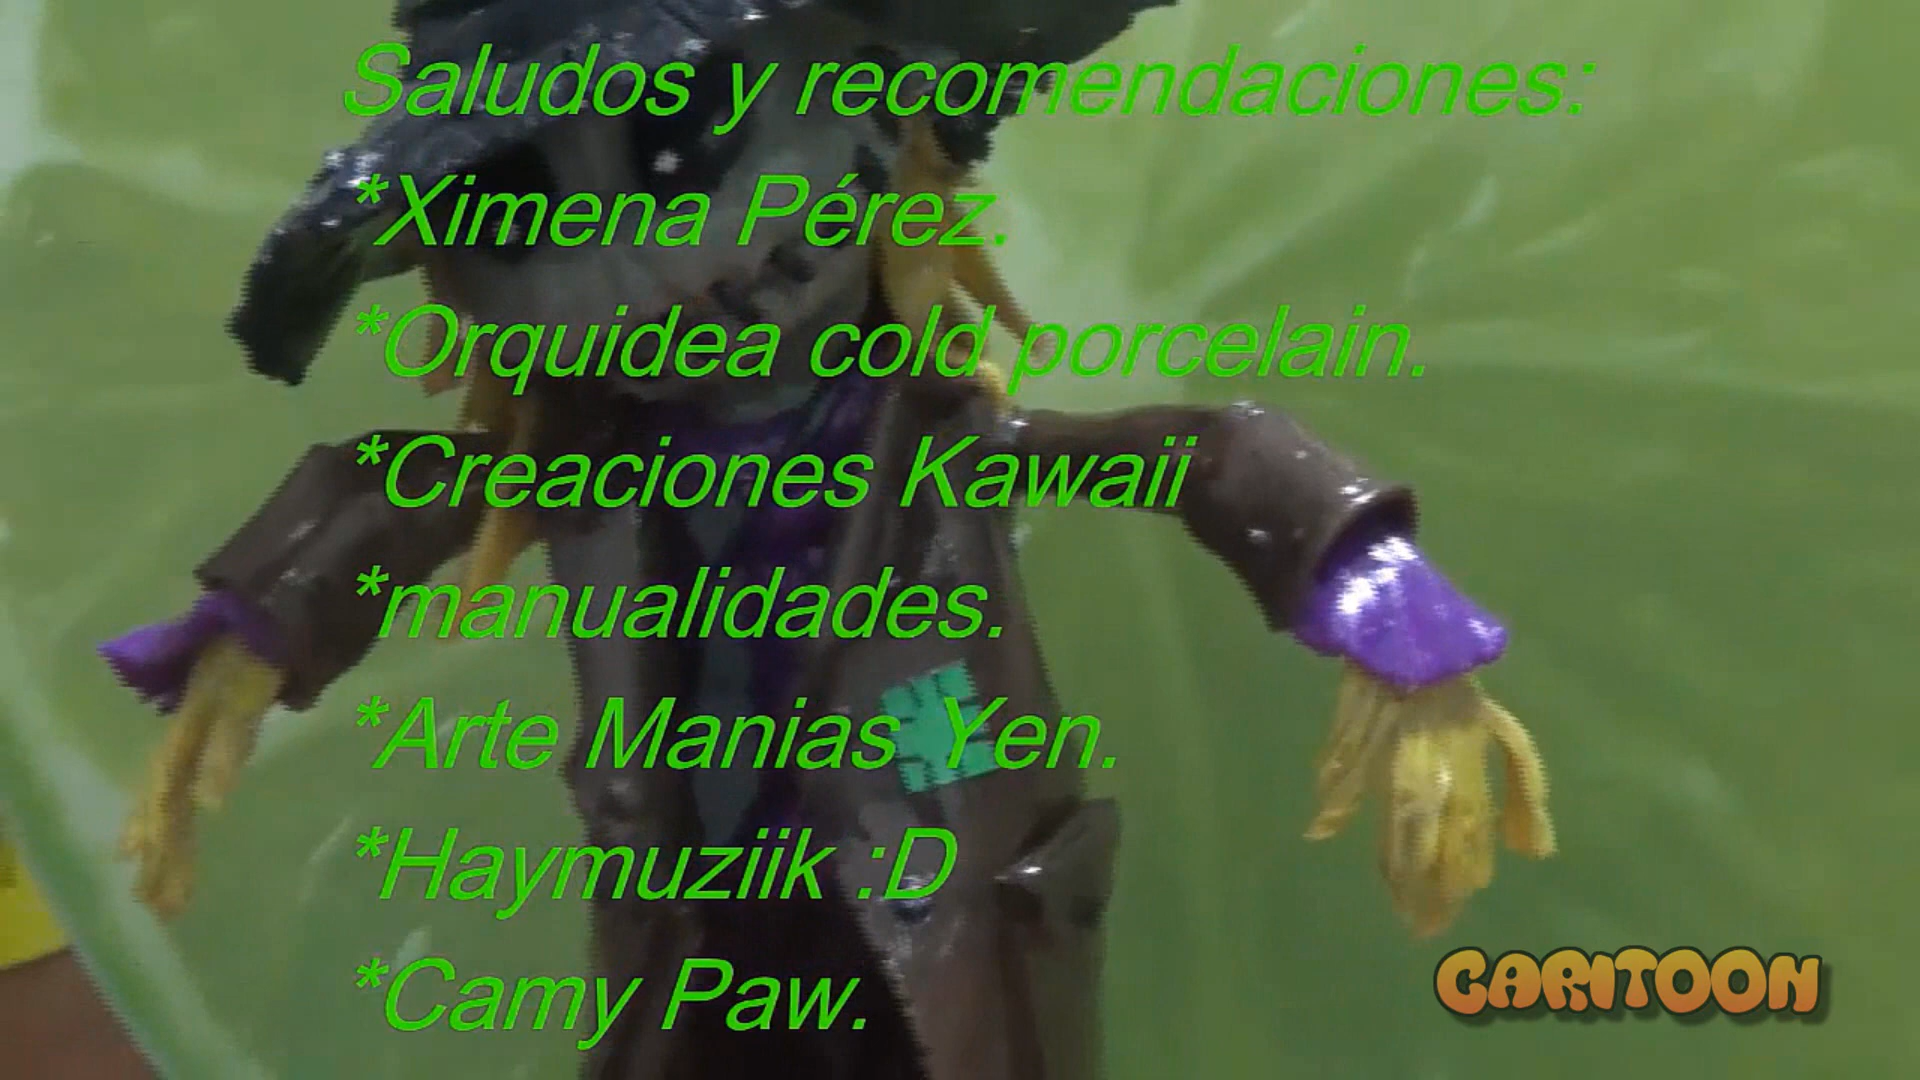 Saludos y recomendaciones:
*Ximena Pérez.
*Orquidea cold porcelain.
*Creaciones Kawaii
*manualidades.
*Arte Manias Yen.
*Haymuziik :D
*Camy Paw.
CARITOON